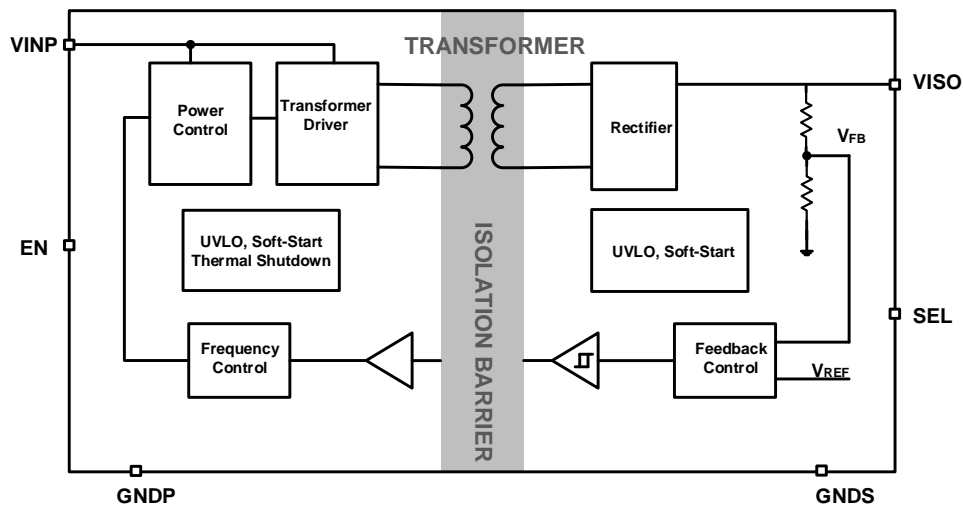 VINP
TRANSFORMER
VISO
Power
Control
Transformer
Driver
Rectifier
VFB
EN
UVLO, Soft-Start
Thermal Shutdown
ISOLATION BARRIER
UVLO, Soft-Start
SEL
Frequency
Control
Feedback
Control
VREF
GNDP
GNDS